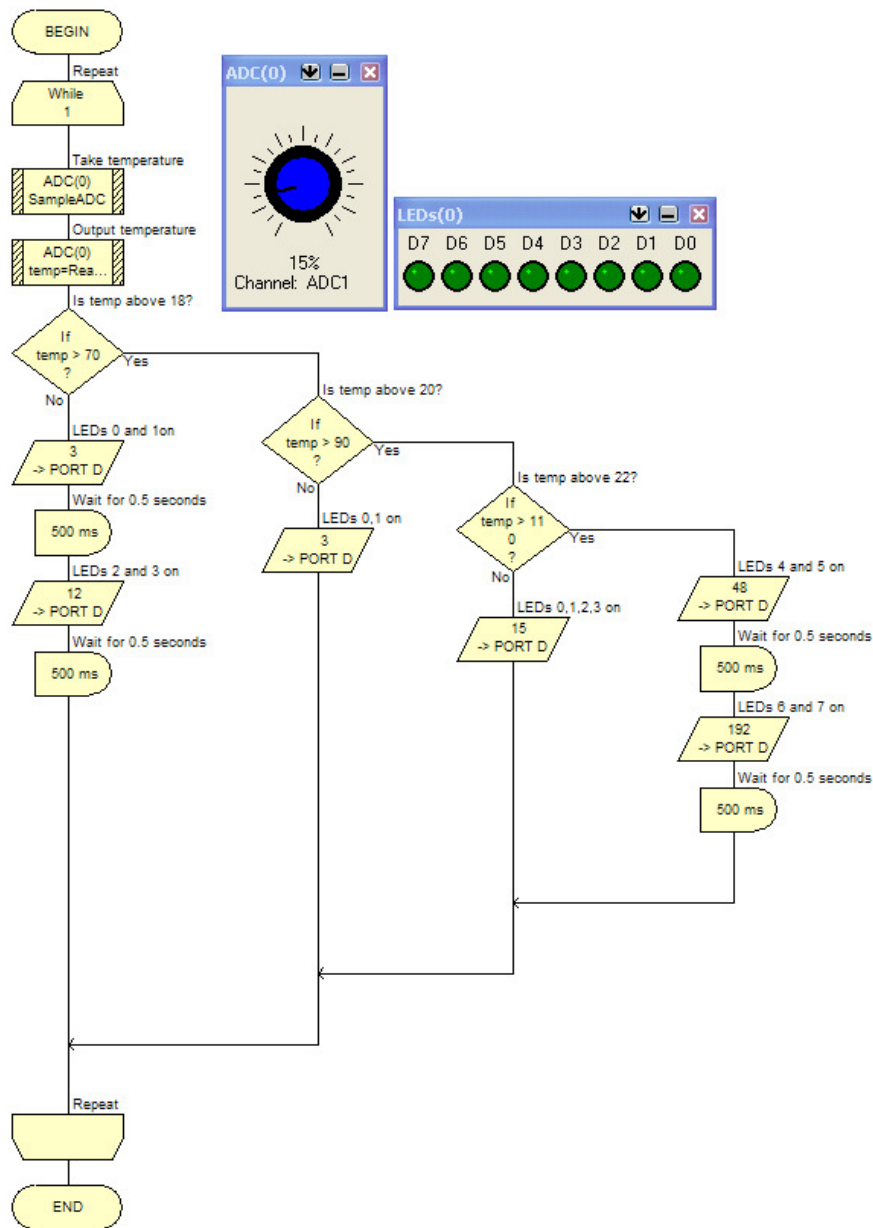 BEGIN
Repeat
While
1
Take temperature
ADC(0)
SampleADC
Output temperature
ADC(0)
temp=Rea...
ADC(0)
15%
Channel: ADC1
LEDs(0)
D7 D6 D5 D4 D3 D2 D1 D0
Is temp above 18?
If
temp > 70
?
Yes
No
LEDs 0 and 1on
3
-> PORT D
Wait for 0.5 seconds
500 ms
LEDs 2 and 3 on
12
-> PORT D
Wait for 0.5 seconds
500 ms
Is temp above 20?
If
temp > 90
?
Yes
No
LEDs 0,1 on
3
-> PORT D
Is temp above 22?
If
temp > 11
0
?
Yes
No
LEDs 0,1,2,3 on
15
-> PORT D
LEDs 4 and 5 on
48
-> PORT D
Wait for 0.5 seconds
500 ms
LEDs 6 and 7 on
192
-> PORT D
Wait for 0.5 seconds
500 ms
Repeat
END